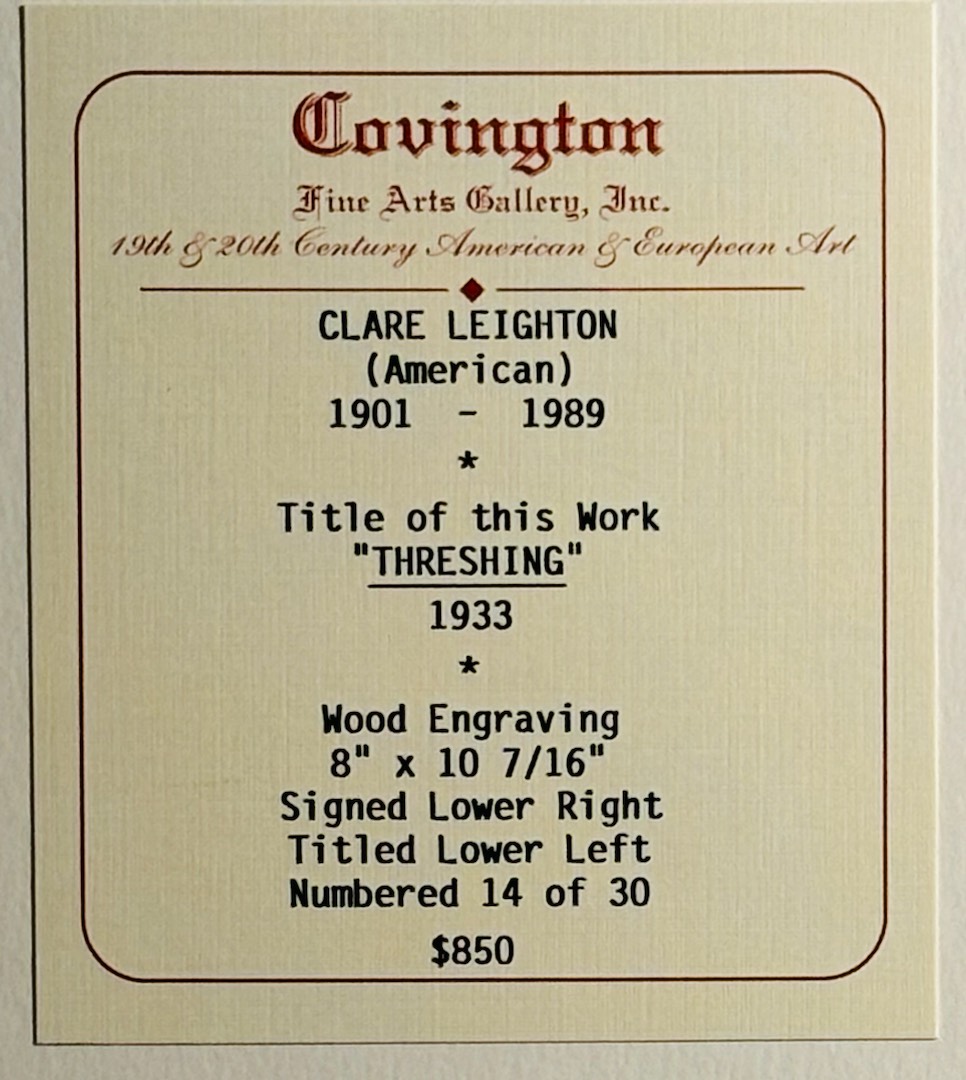 Covington
Fine Arts Gallery, Inc.
19th & 20th Century American & European Art
CLARE LEIGHTON
(American)
1901 - 1989
*
Title of this Work
"THRESHING"
1933
*
Wood Engraving
8" x 10 7/16"
Signed Lower Right
Titled Lower Left
Numbered 14 of 30
$850